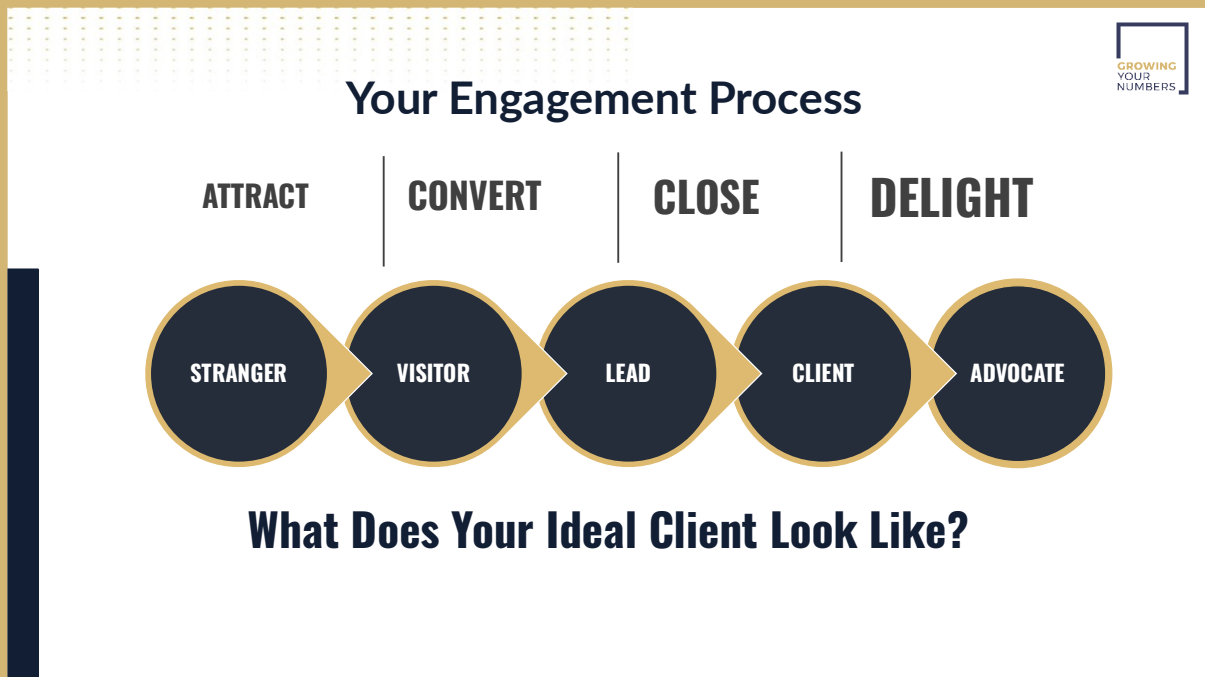 GROWING
YOUR
NUMBERS
Your Engagement Process
ATTRACT CONVERT CLOSE DELIGHT
STRANGER VISITOR LEAD CLIENT ADVOCATE
What Does Your Ideal Client Look Like?